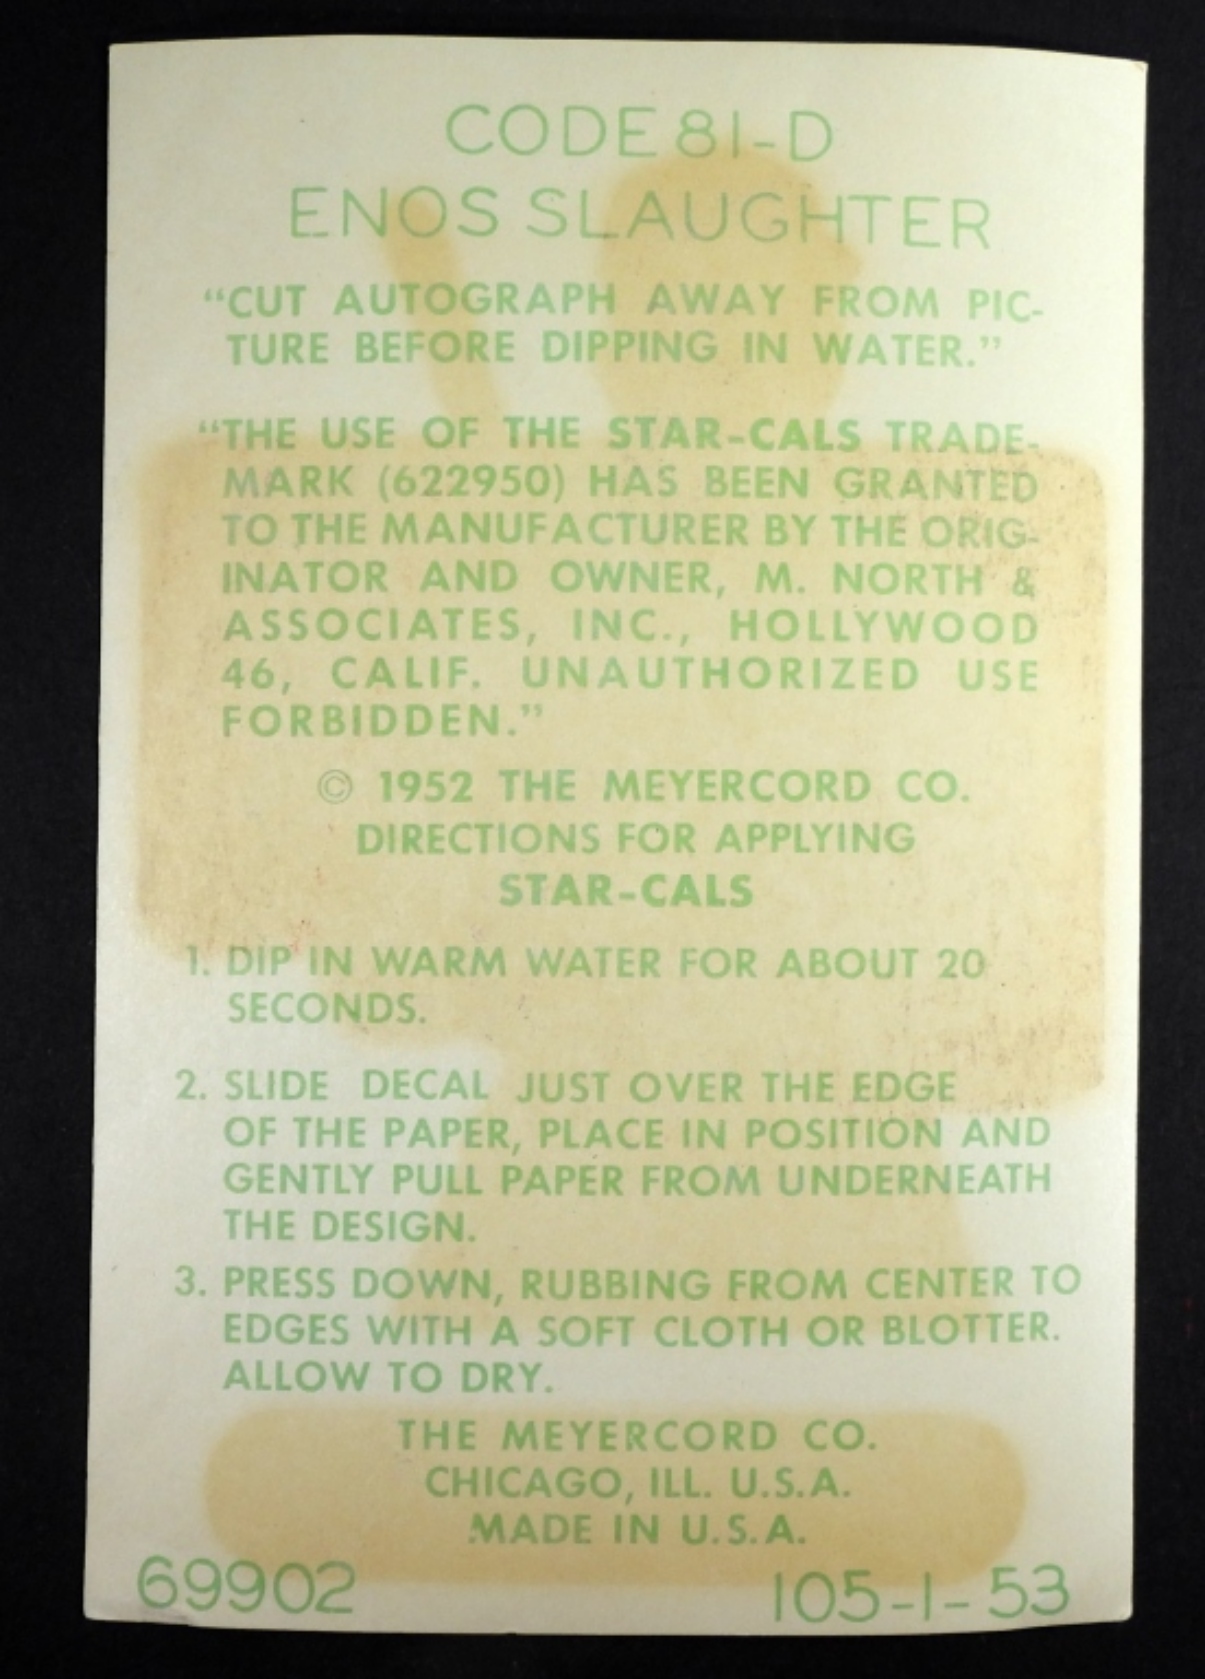 CODE 81-D
ENOS SLAUGHTER
“CUT AUTOGRAPH AWAY FROM PIC-
TURE BEFORE DIPPING IN WATER.”
“THE USE OF THE STAR-CALS TRADE-
MARK (622950) HAS BEEN GRANTED
TO THE MANUFACTURER BY THE ORIG-
INATOR AND OWNER, M. NORTH &
ASSOCIATES, INC., HOLLYWOOD
46, CALIF. UNAUTHORIZED USE
FORBIDDEN.”
© 1952 THE MEYERCORD CO.
DIRECTIONS FOR APPLYING
STAR-CALS
1. DIP IN WARM WATER FOR ABOUT 20
SECONDS.
2. SLIDE DECAL JUST OVER THE EDGE
OF THE PAPER, PLACE IN POSITION AND
GENTLY PULL PAPER FROM UNDERNEATH
THE DESIGN.
3. PRESS DOWN, RUBBING FROM CENTER TO
EDGES WITH A SOFT CLOTH OR BLOTTER.
ALLOW TO DRY.
THE MEYERCORD CO.
CHICAGO, ILL. U.S.A.
MADE IN U.S.A.
69902 105-1-53